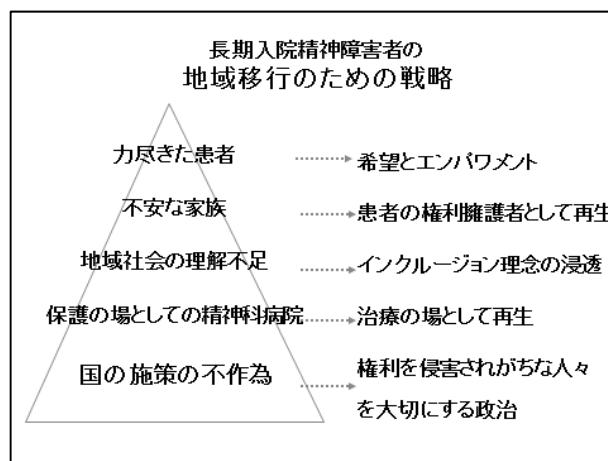 長期入院精神障害者の
地域移行のための戦略
力尽きた患者
希望とエンパワメント
不安な家族
患者の権利擁護者として再生
地域社会の理解不足
インクルージョン理念の浸透
保護の場としての精神科病院
治療の場として再生
国の施策の不作為
権利を侵害されがちな人々
を大切にする政治